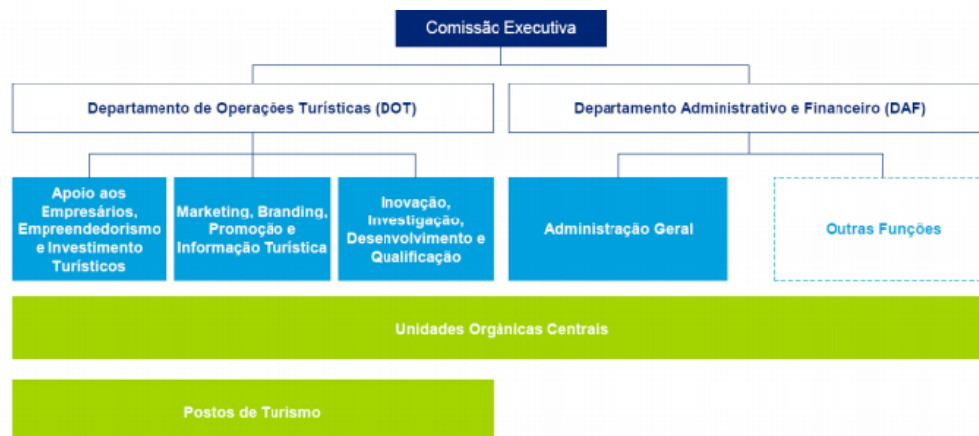 Comissão Executiva
Departamento de Operações Turísticas (DOT)
Departamento Administrativo e Financeiro (DAF)
Apoio aos
Empresários,
Empreendedorismo
e Investimento
Turísticos
Marketing, Branding,
Promoção e
Informação Turística
Inovação,
Investigação,
Desenvolvimento e
Qualificação
Administração Geral
Outras Funções
Unidades Orgânicas Centrais
Postos de Turismo